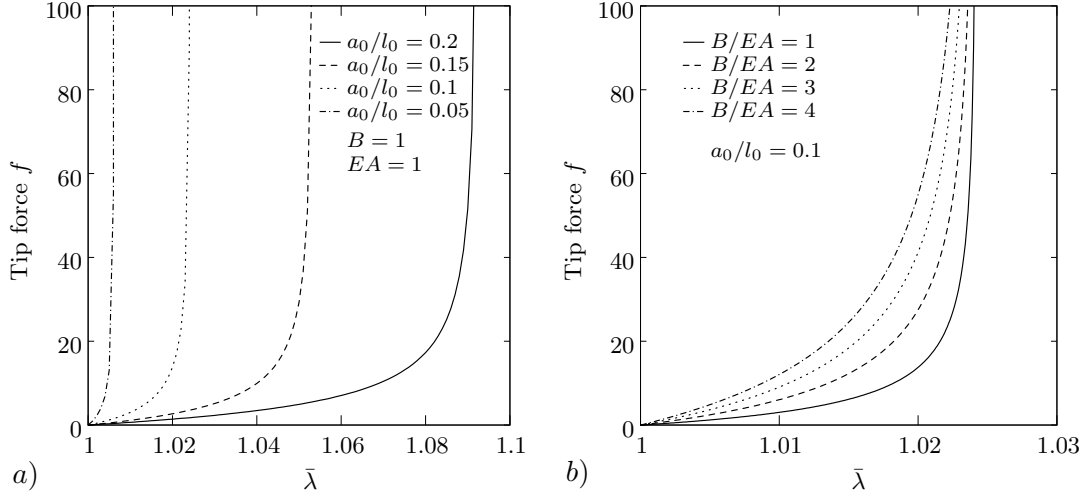 100
80
60
40
20
0
Tip force f
a₀/l₀ = 0.2
a₀/l₀ = 0.15
a₀/l₀ = 0.1
a₀/l₀ = 0.05
B = 1
EA = 1
1 1.02 1.04 1.06 1.08 1.1
λ̄
a)
100
80
60
40
20
0
Tip force f
B/EA = 1
B/EA = 2
B/EA = 3
B/EA = 4
a₀/l₀ = 0.1
1 1.01 1.02 1.03
λ̄
b)